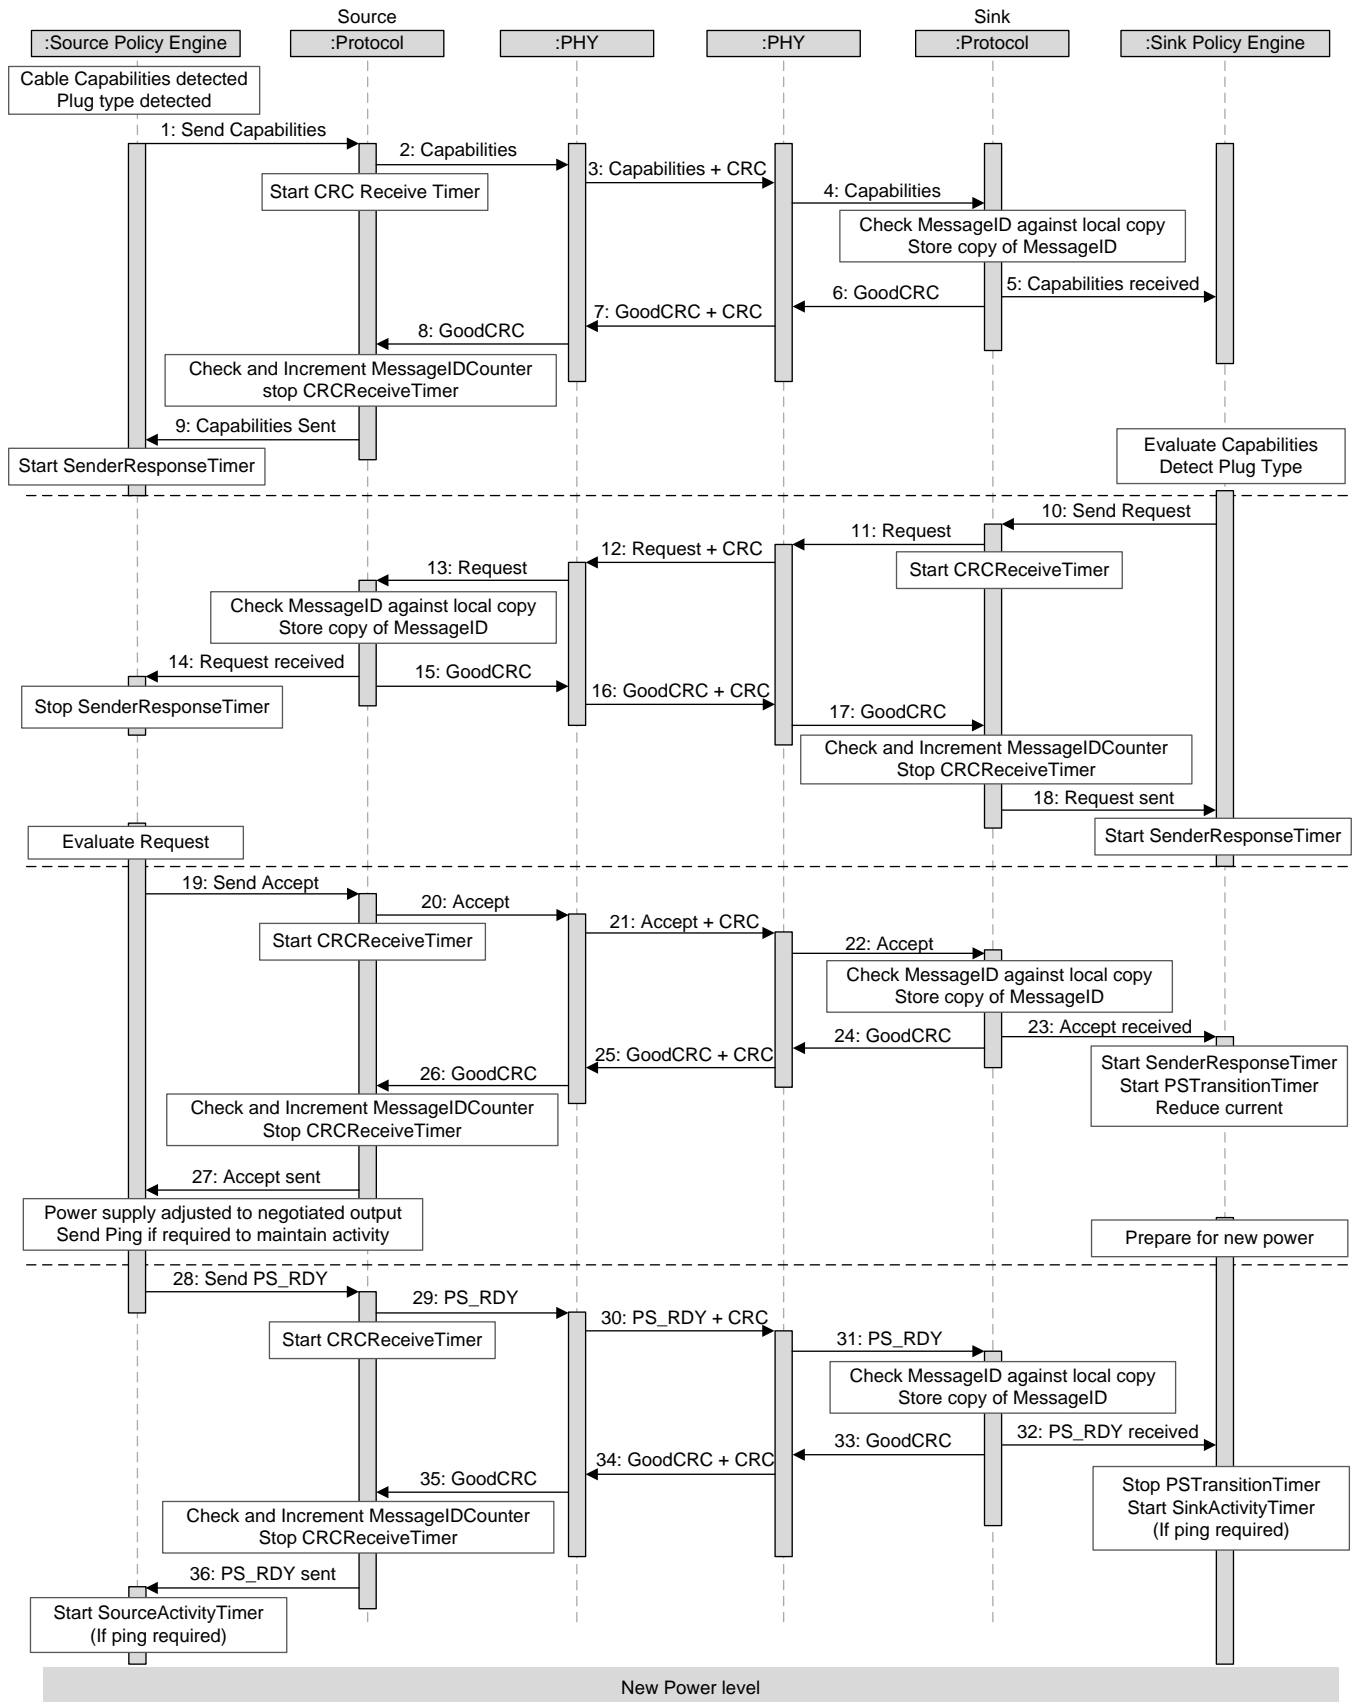 Source
Sink
:Source Policy Engine
:Protocol
:PHY
:PHY
:Protocol
:Sink Policy Engine
Cable Capabilities detected
Plug type detected
1: Send Capabilities
2: Capabilities
3: Capabilities + CRC
Start CRC Receive Timer
4: Capabilities
Check MessageID against local copy
Store copy of MessageID
5: Capabilities received
6: GoodCRC
7: GoodCRC + CRC
8: GoodCRC
Check and Increment MessageIDCounter
stop CRCReceiveTimer
9: Capabilities Sent
Start SenderResponseTimer
Evaluate Capabilities
Detect Plug Type
10: Send Request
11: Request
12: Request + CRC
Start CRCReceiveTimer
13: Request
Check MessageID against local copy
Store copy of MessageID
14: Request received
15: GoodCRC
16: GoodCRC + CRC
Stop SenderResponseTimer
17: GoodCRC
Check and Increment MessageIDCounter
Stop CRCReceiveTimer
18: Request sent
Start SenderResponseTimer
Evaluate Request
19: Send Accept
20: Accept
21: Accept + CRC
Start CRCReceiveTimer
22: Accept
Check MessageID against local copy
Store copy of MessageID
23: Accept received
24: GoodCRC
25: GoodCRC + CRC
26: GoodCRC
Start SenderResponseTimer
Start PSTransitionTimer
Reduce current
Check and Increment MessageIDCounter
Stop CRCReceiveTimer
27: Accept sent
Power supply adjusted to negotiated output
Send Ping if required to maintain activity
Prepare for new power
28: Send PS_RDY
29: PS_RDY
30: PS_RDY + CRC
Start CRCReceiveTimer
31: PS_RDY
Check MessageID against local copy
Store copy of MessageID
32: PS_RDY received
33: GoodCRC
34: GoodCRC + CRC
35: GoodCRC
Stop PSTransitionTimer
Start SinkActivityTimer
(If ping required)
Check and Increment MessageIDCounter
Stop CRCReceiveTimer
36: PS_RDY sent
Start SourceActivityTimer
(If ping required)
New Power level